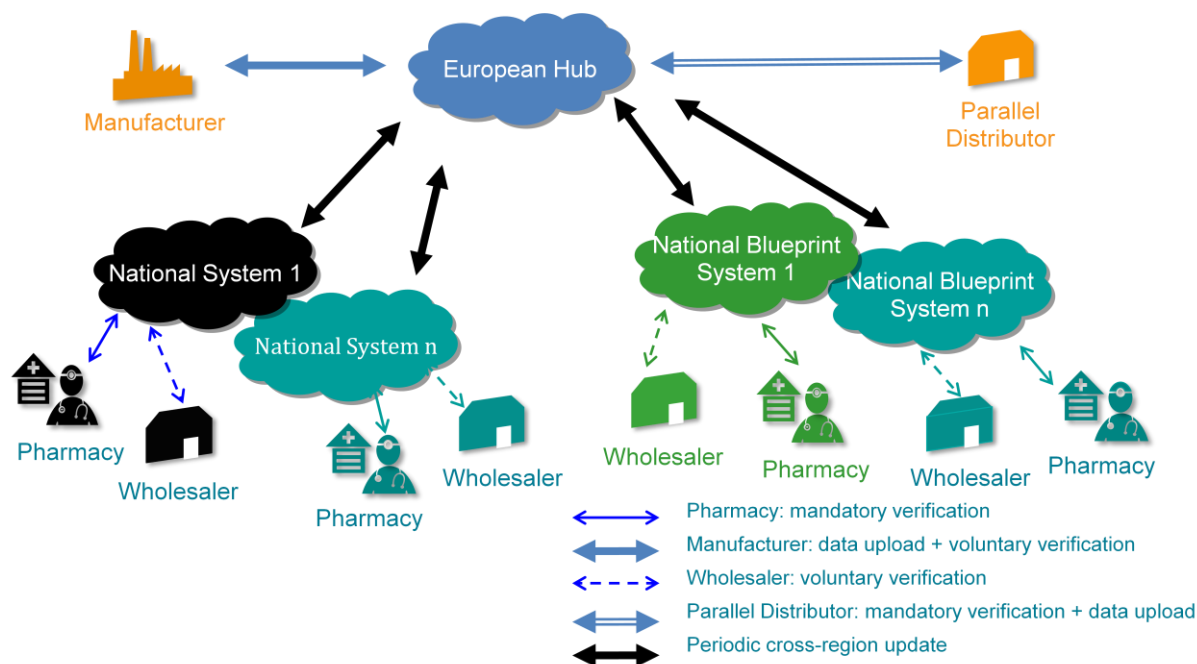 European Hub
Manufacturer
Parallel
Distributor
National System 1
National Blueprint
System 1
National Blueprint
System n
National System n
Pharmacy
Wholesaler
Pharmacy
Wholesaler
Wholesaler
Pharmacy
Wholesaler
Pharmacy
Pharmacy: mandatory verification
Manufacturer: data upload + voluntary verification
Wholesaler: voluntary verification
Parallel Distributor: mandatory verification + data upload
Periodic cross-region update